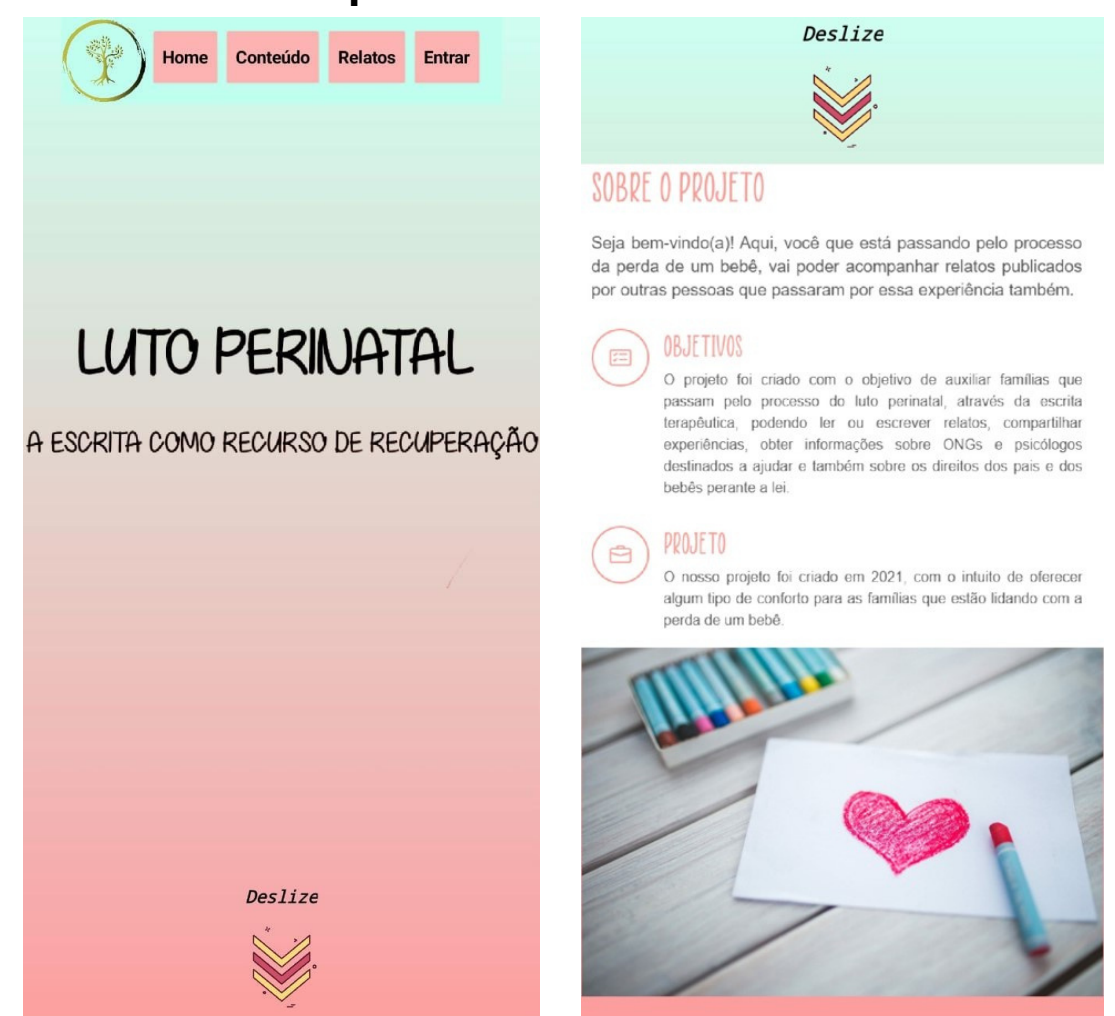 Home Conteúdo Relatos Entrar
LUTO PERINATAL
A ESCRITA COMO RECURSO DE RECUPERAÇÃO
Deslize
Deslize
SOBRE O PROJETO
Seja bem-vindo(a)! Aqui, você que está passando pelo processo
da perda de um bebê, vai poder acompanhar relatos publicados
por outras pessoas que passaram por essa experiência também.
OBJETIVOS
O projeto foi criado com o objetivo de auxiliar famílias que
passam pelo processo do luto perinatal, através da escrita
terapêutica, podendo ler ou escrever relatos, compartilhar
experiências, obter informações sobre ONGs e psicólogos
destinados a ajudar e também sobre os direitos dos pais e dos
bebês perante a lei.
PROJETO
O nosso projeto foi criado em 2021, com o intuito de oferecer
algum tipo de conforto para as famílias que estão lidando com a
perda de um bebê.